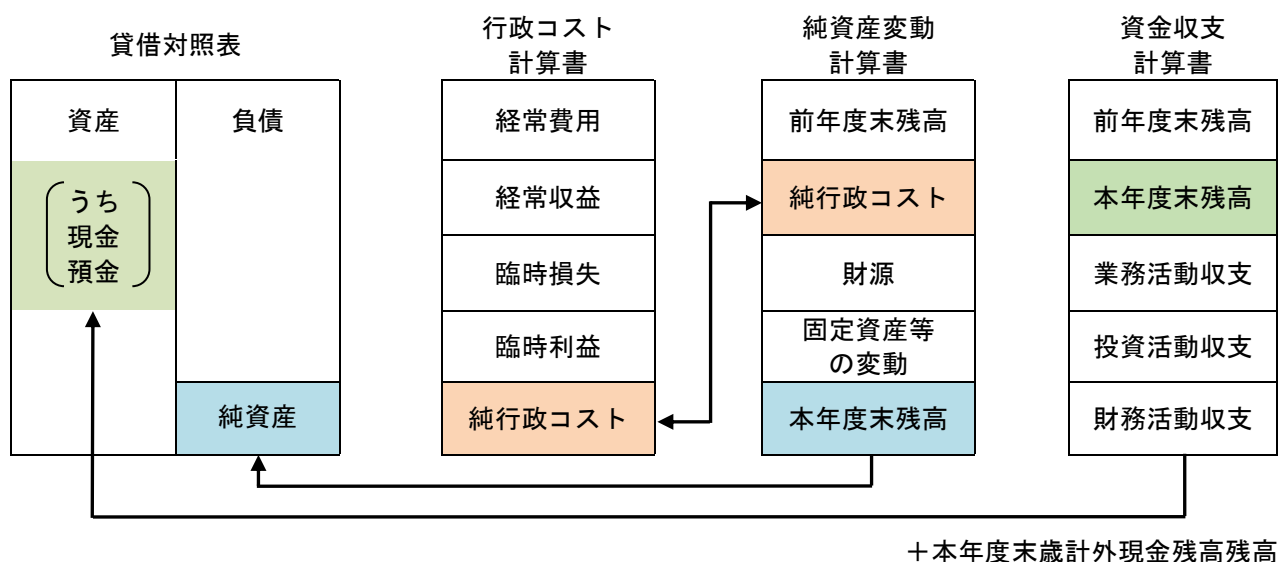 貸借対照表
資産
負債
うち
現金
預金
純資産
行政コスト
計算書
経常費用
経常収益
臨時損失
臨時利益
純行政コスト
純資産変動
計算書
前年度末残高
純行政コスト
財源
固定資産等
の変動
本年度末残高
資金収支
計算書
前年度末残高
本年度末残高
業務活動収支
投資活動収支
財務活動収支
＋本年度末歳計外現金残高残高